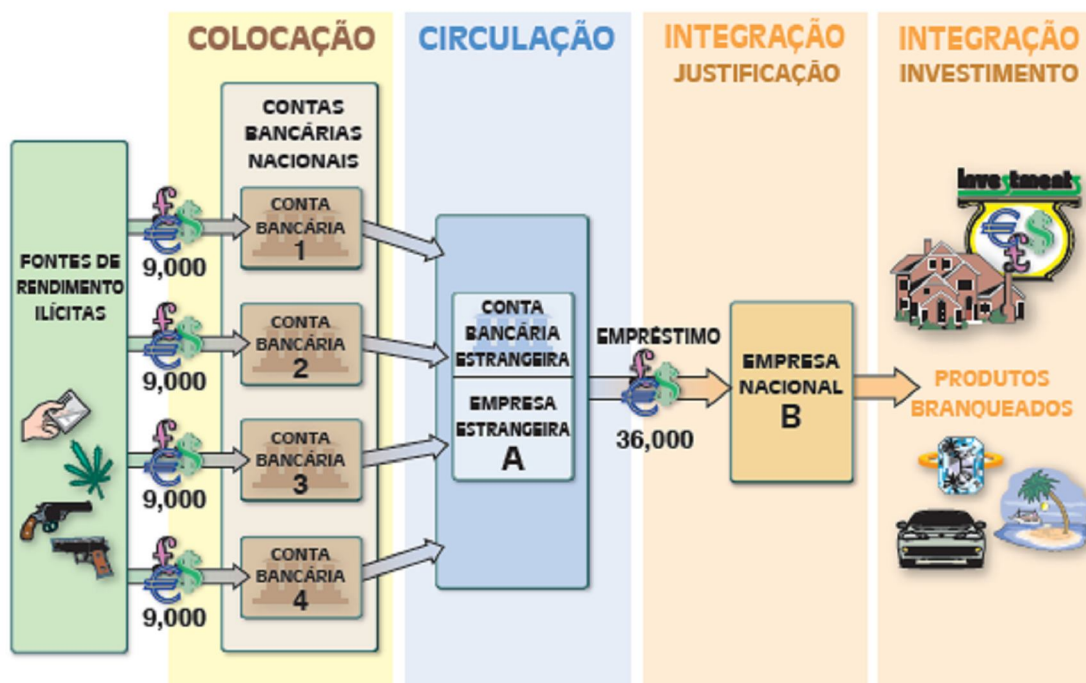 COLOCAÇÃO
CIRCULAÇÃO
INTEGRAÇÃO
JUSTIFICAÇÃO
INTEGRAÇÃO
INVESTIMENTO
FONTES DE
RENDIMENTO
ILÍCITAS
9,000
9,000
9,000
9,000
CONTAS
BANCÁRIAS
NACIONAIS
CONTA
BANCÁRIA
1
CONTA
BANCÁRIA
2
CONTA
BANCÁRIA
3
CONTA
BANCÁRIA
4
CONTA
BANCÁRIA
ESTRANGEIRA
EMPRESA
ESTRANGEIRA
A
EMPRÉSTIMO
36,000
EMPRESA
NACIONAL
B
Investments
PRODUTOS
BRANQUEADOS